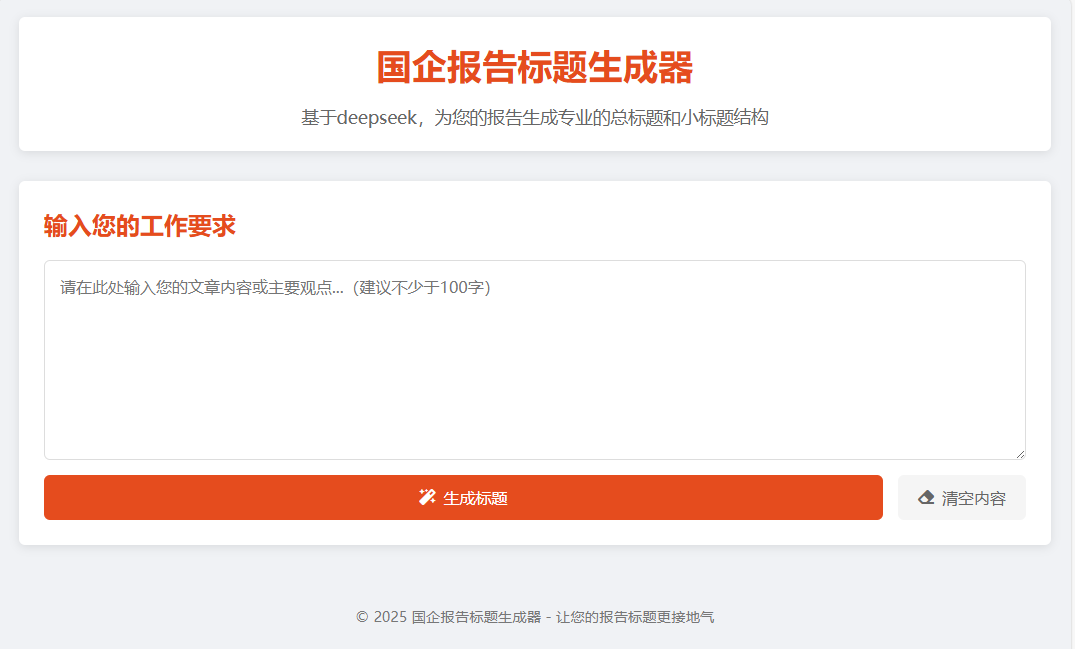 国企报告标题生成器
基于deepseek，为您的报告生成专业的总标题和小标题结构
输入您的工作要求
请在此处输入您的文章内容或主要观点...（建议不少于100字）
生成标题
清空内容
© 2025 国企报告标题生成器 - 让您的报告标题更接地气